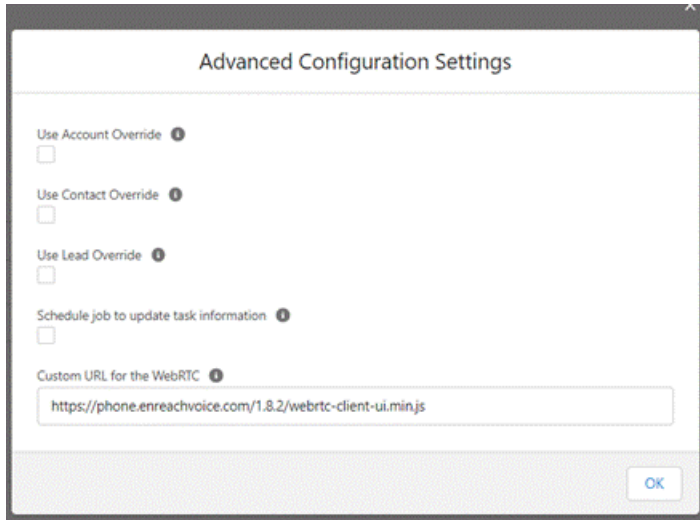 Advanced Configuration Settings
Use Account Override
Use Contact Override
Use Lead Override
Schedule job to update task information
Custom URL for the WebRTC
https://phone.enreachvoice.com/1.8.2/webrtc-client-ui.min.js
OK